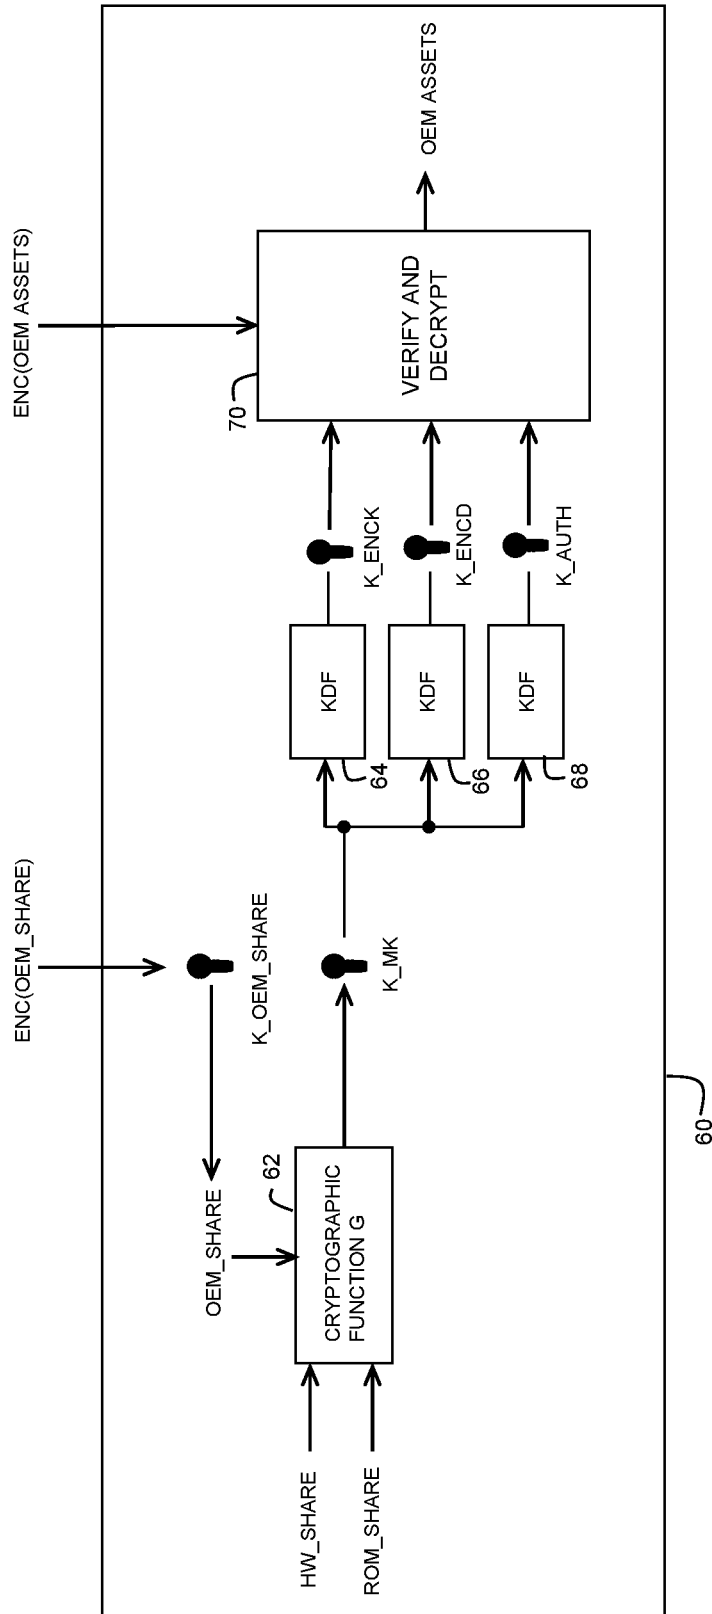 ENC(OEM_SHARE)
ENC(OEM ASSETS)
OEM_SHARE
K_OEM_SHARE
62
HW_SHARE
ROM_SHARE
CRYPTOGRAPHIC
FUNCTION G
K_MK
KDF
64
KDF
66
KDF
68
K_ENCK
K_ENCD
K_AUTH
70
VERIFY AND
DECRYPT
OEM ASSETS
60